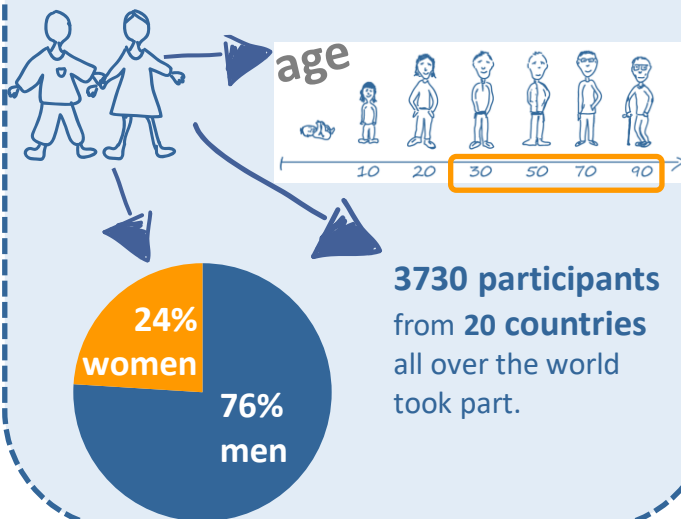 age
10 20 30 50 70 90
24%
women
76%
men
3730 participants
from 20 countries
all over the world
took part.